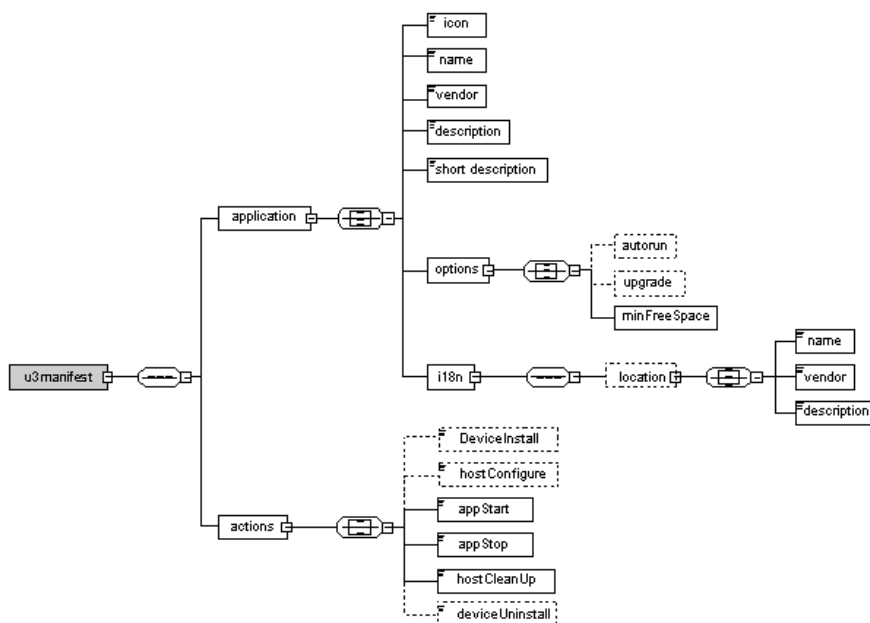 icon
name
vendor
description
short description
application
options
autorun
upgrade
minFreeSpace
u3manifest
i18n
location
name
vendor
description
DeviceInstall
hostConfigure
appStart
appStop
actions
hostCleanUp
deviceUninstall